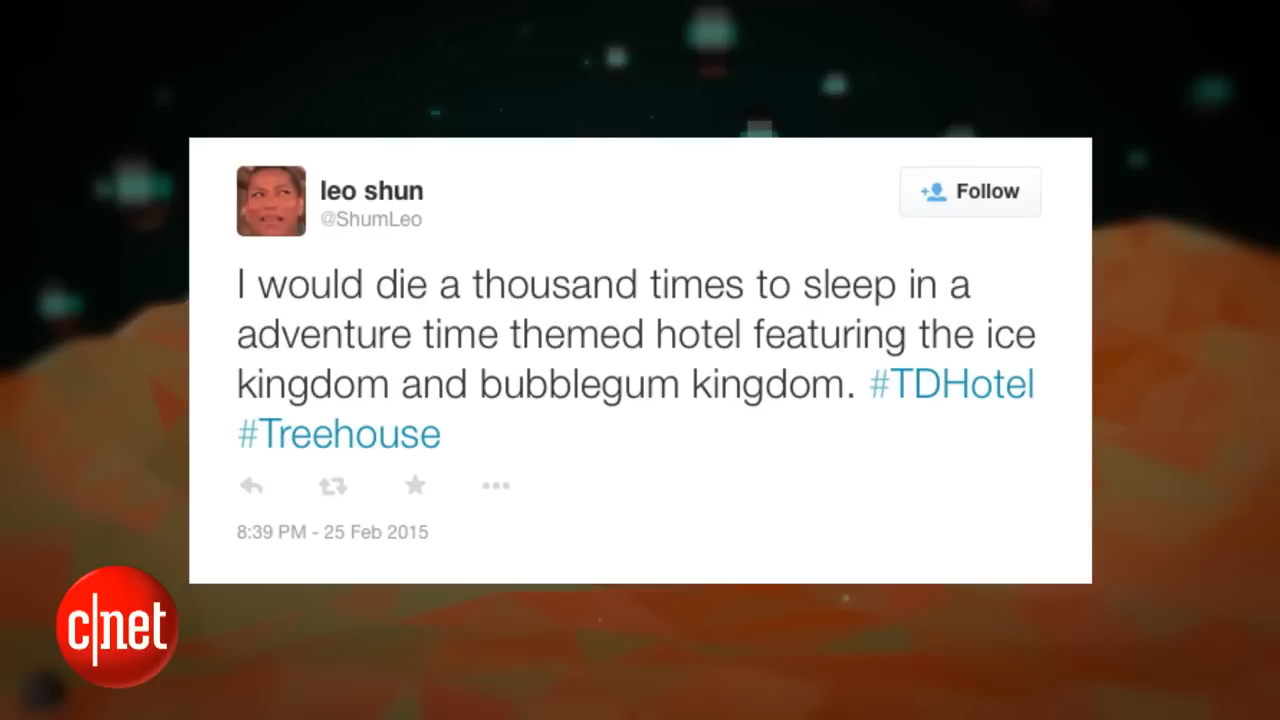 leo shun
@ShumLeo
Follow
I would die a thousand times to sleep in a
adventure time themed hotel featuring the ice
kingdom and bubblegum kingdom. #TDHotel
#Treehouse
8:39 PM - 25 Feb 2015
c|net